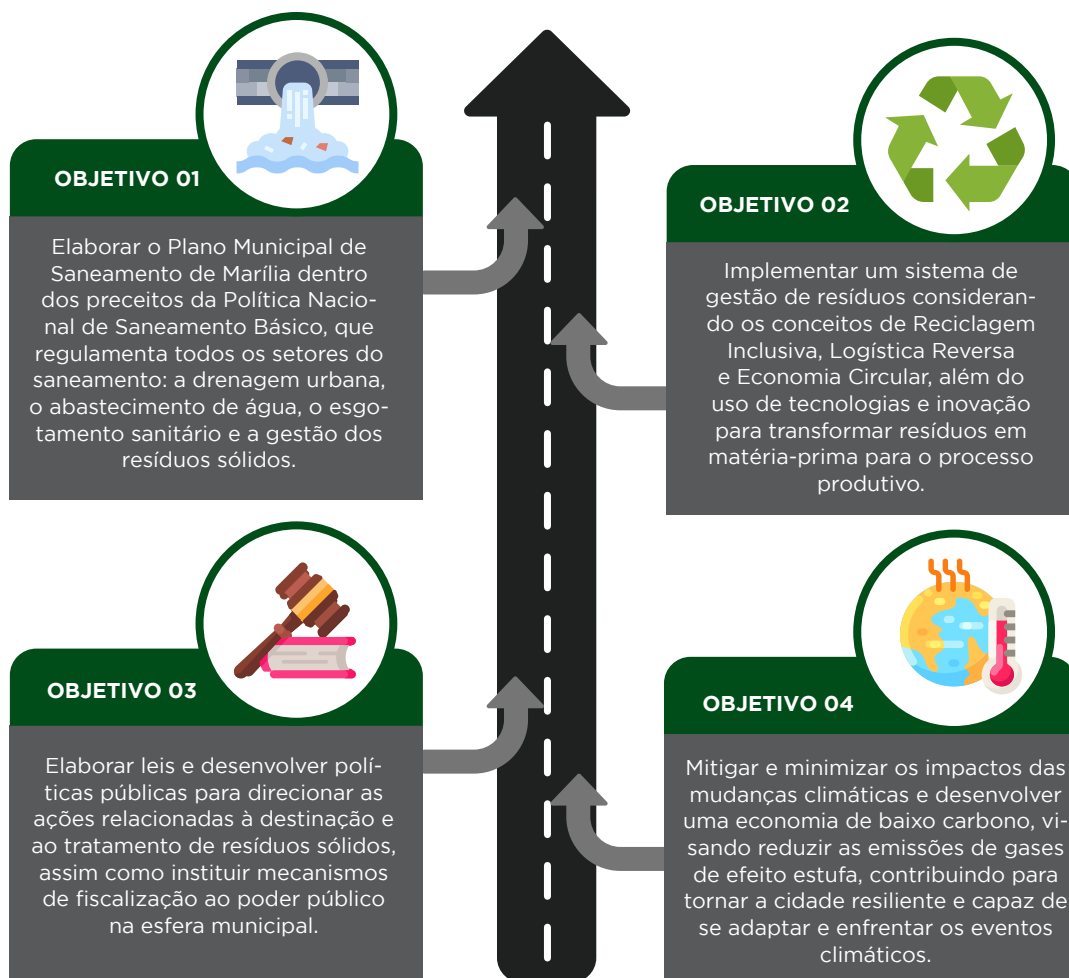 OBJETIVO 01
Elaborar o Plano Municipal de
Saneamento de Marília dentro
dos preceitos da Política Nacio-
nal de Saneamento Básico, que
regulamenta todos os setores do
saneamento: a drenagem urbana,
o abastecimento de água, o esgo-
tamento sanitário e a gestão dos
resíduos sólidos.
OBJETIVO 02
Implementar um sistema de
gestão de resíduos consideran-
do os conceitos de Reciclagem
Inclusiva, Logística Reversa
e Economia Circular, além do
uso de tecnologias e inovação
para transformar resíduos em
matéria-prima para o processo
produtivo.
OBJETIVO 03
Elaborar leis e desenvolver polí-
ticas públicas para direcionar as
ações relacionadas à destinação e
ao tratamento de resíduos sólidos,
assim como instituir mecanismos
de fiscalização ao poder público
na esfera municipal.
OBJETIVO 04
Mitigar e minimizar os impactos das
mudanças climáticas e desenvolver
uma economia de baixo carbono, vi-
sando reduzir as emissões de gases
de efeito estufa, contribuindo para
tornar a cidade resiliente e capaz de
se adaptar e enfrentar os eventos
climáticos.